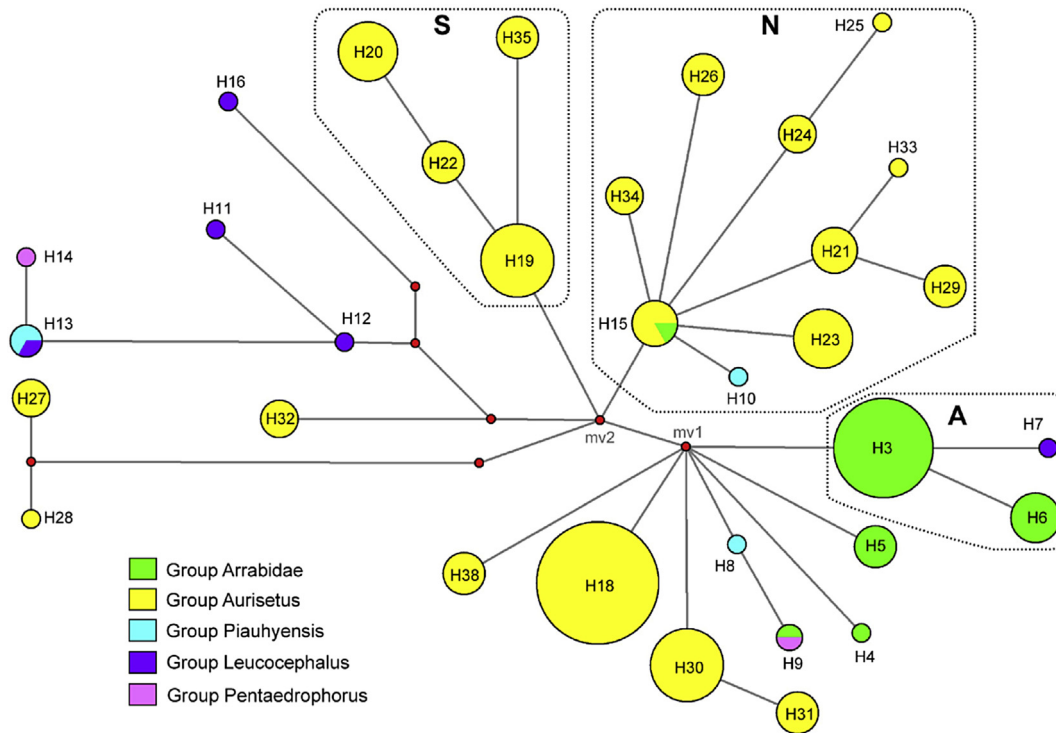 S
N
H25
H20
H35
H26
H16
H24
H22
H33
H34
H11
H21
H14
H19
H29
H15
H12
H13
H23
H10
H27
A
H32
mv2
H7
mv1
H3
H6
H28
H5
H8
Group Arrabidae
H38
H18
Group Aurisetus
H4
H9
Group Piauhyensis
Group Leucocephalus
H30
Group Pentaedrophorus
H31